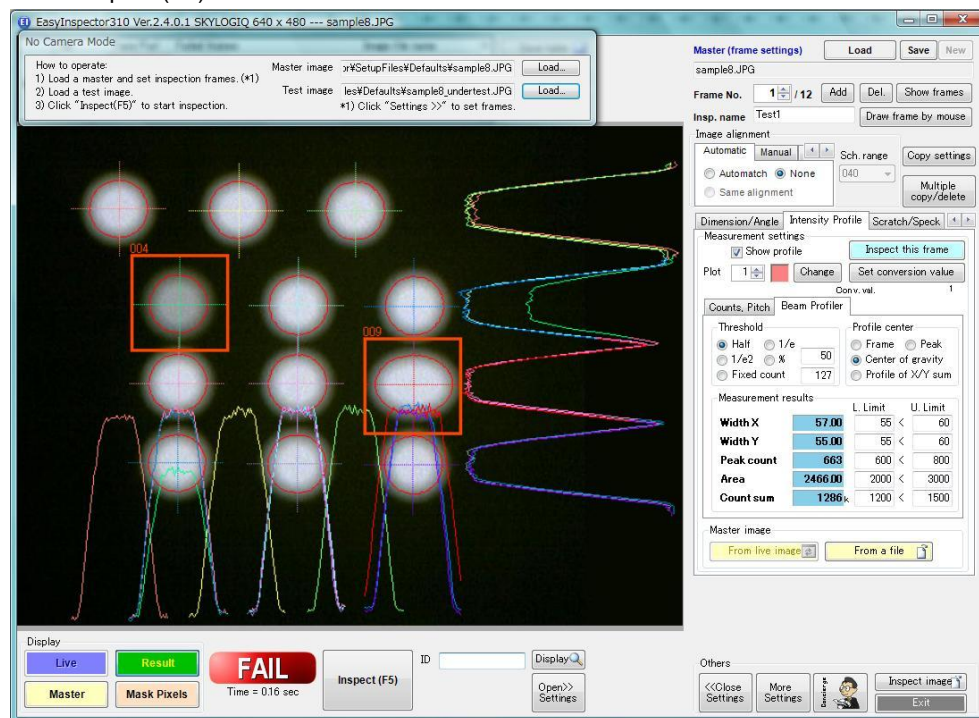 EasyInspector310 Ver.2.4.0.1 SKYLOGIQ 640 x 480 --- sample8.JPG
No Camera Mode
How to operate:
1) Load a master and set inspection frames. (*1)
2) Load a test image.
3) Click "Inspect(F5)" to start inspection.
Master image or¥SetupFiles¥Defaults¥sample8.JPG Load...
Test image les¥Defaults¥sample8_undertest.JPG Load...
*1) Click "Settings >>" to set frames.
004
009
Master (frame settings) Load Save New
sample8.JPG
Frame No. 1 / 12 Add Del. Show frames
Insp. name Test1 Draw frame by mouse
Image alignment
Automatic Manual Sch. range Copy settings
Automatch None 040
Same alignment
Multiple copy/delete
Dimension/Angle Intensity Profile Scratch/Speck
Measurement settings
Show profile Inspect this frame
Plot 1 Change Set conversion value
Conv. val. 1
Counts, Pitch Beam Profiler
Threshold
Half 1/e
1/e2 % 50
Fixed count 127
Profile center
Frame Peak
Center of gravity
Profile of X/Y sum
Measurement results
L. Limit U. Limit
Width X 57.00 55 < 60
Width Y 55.00 55 < 60
Peak count 663 600 < 800
Area 2466.00 2000 < 3000
Count sum 1286 k 1200 < 1500
Master image
From live image From a file
Display
Live Result
Master Mask Pixels
FAIL
Time = 0.16 sec
Inspect (F5)
ID
Display
Open>>
Settings
Others
<<Close
Settings
More
Settings
Concierge
Inspect image
Exit